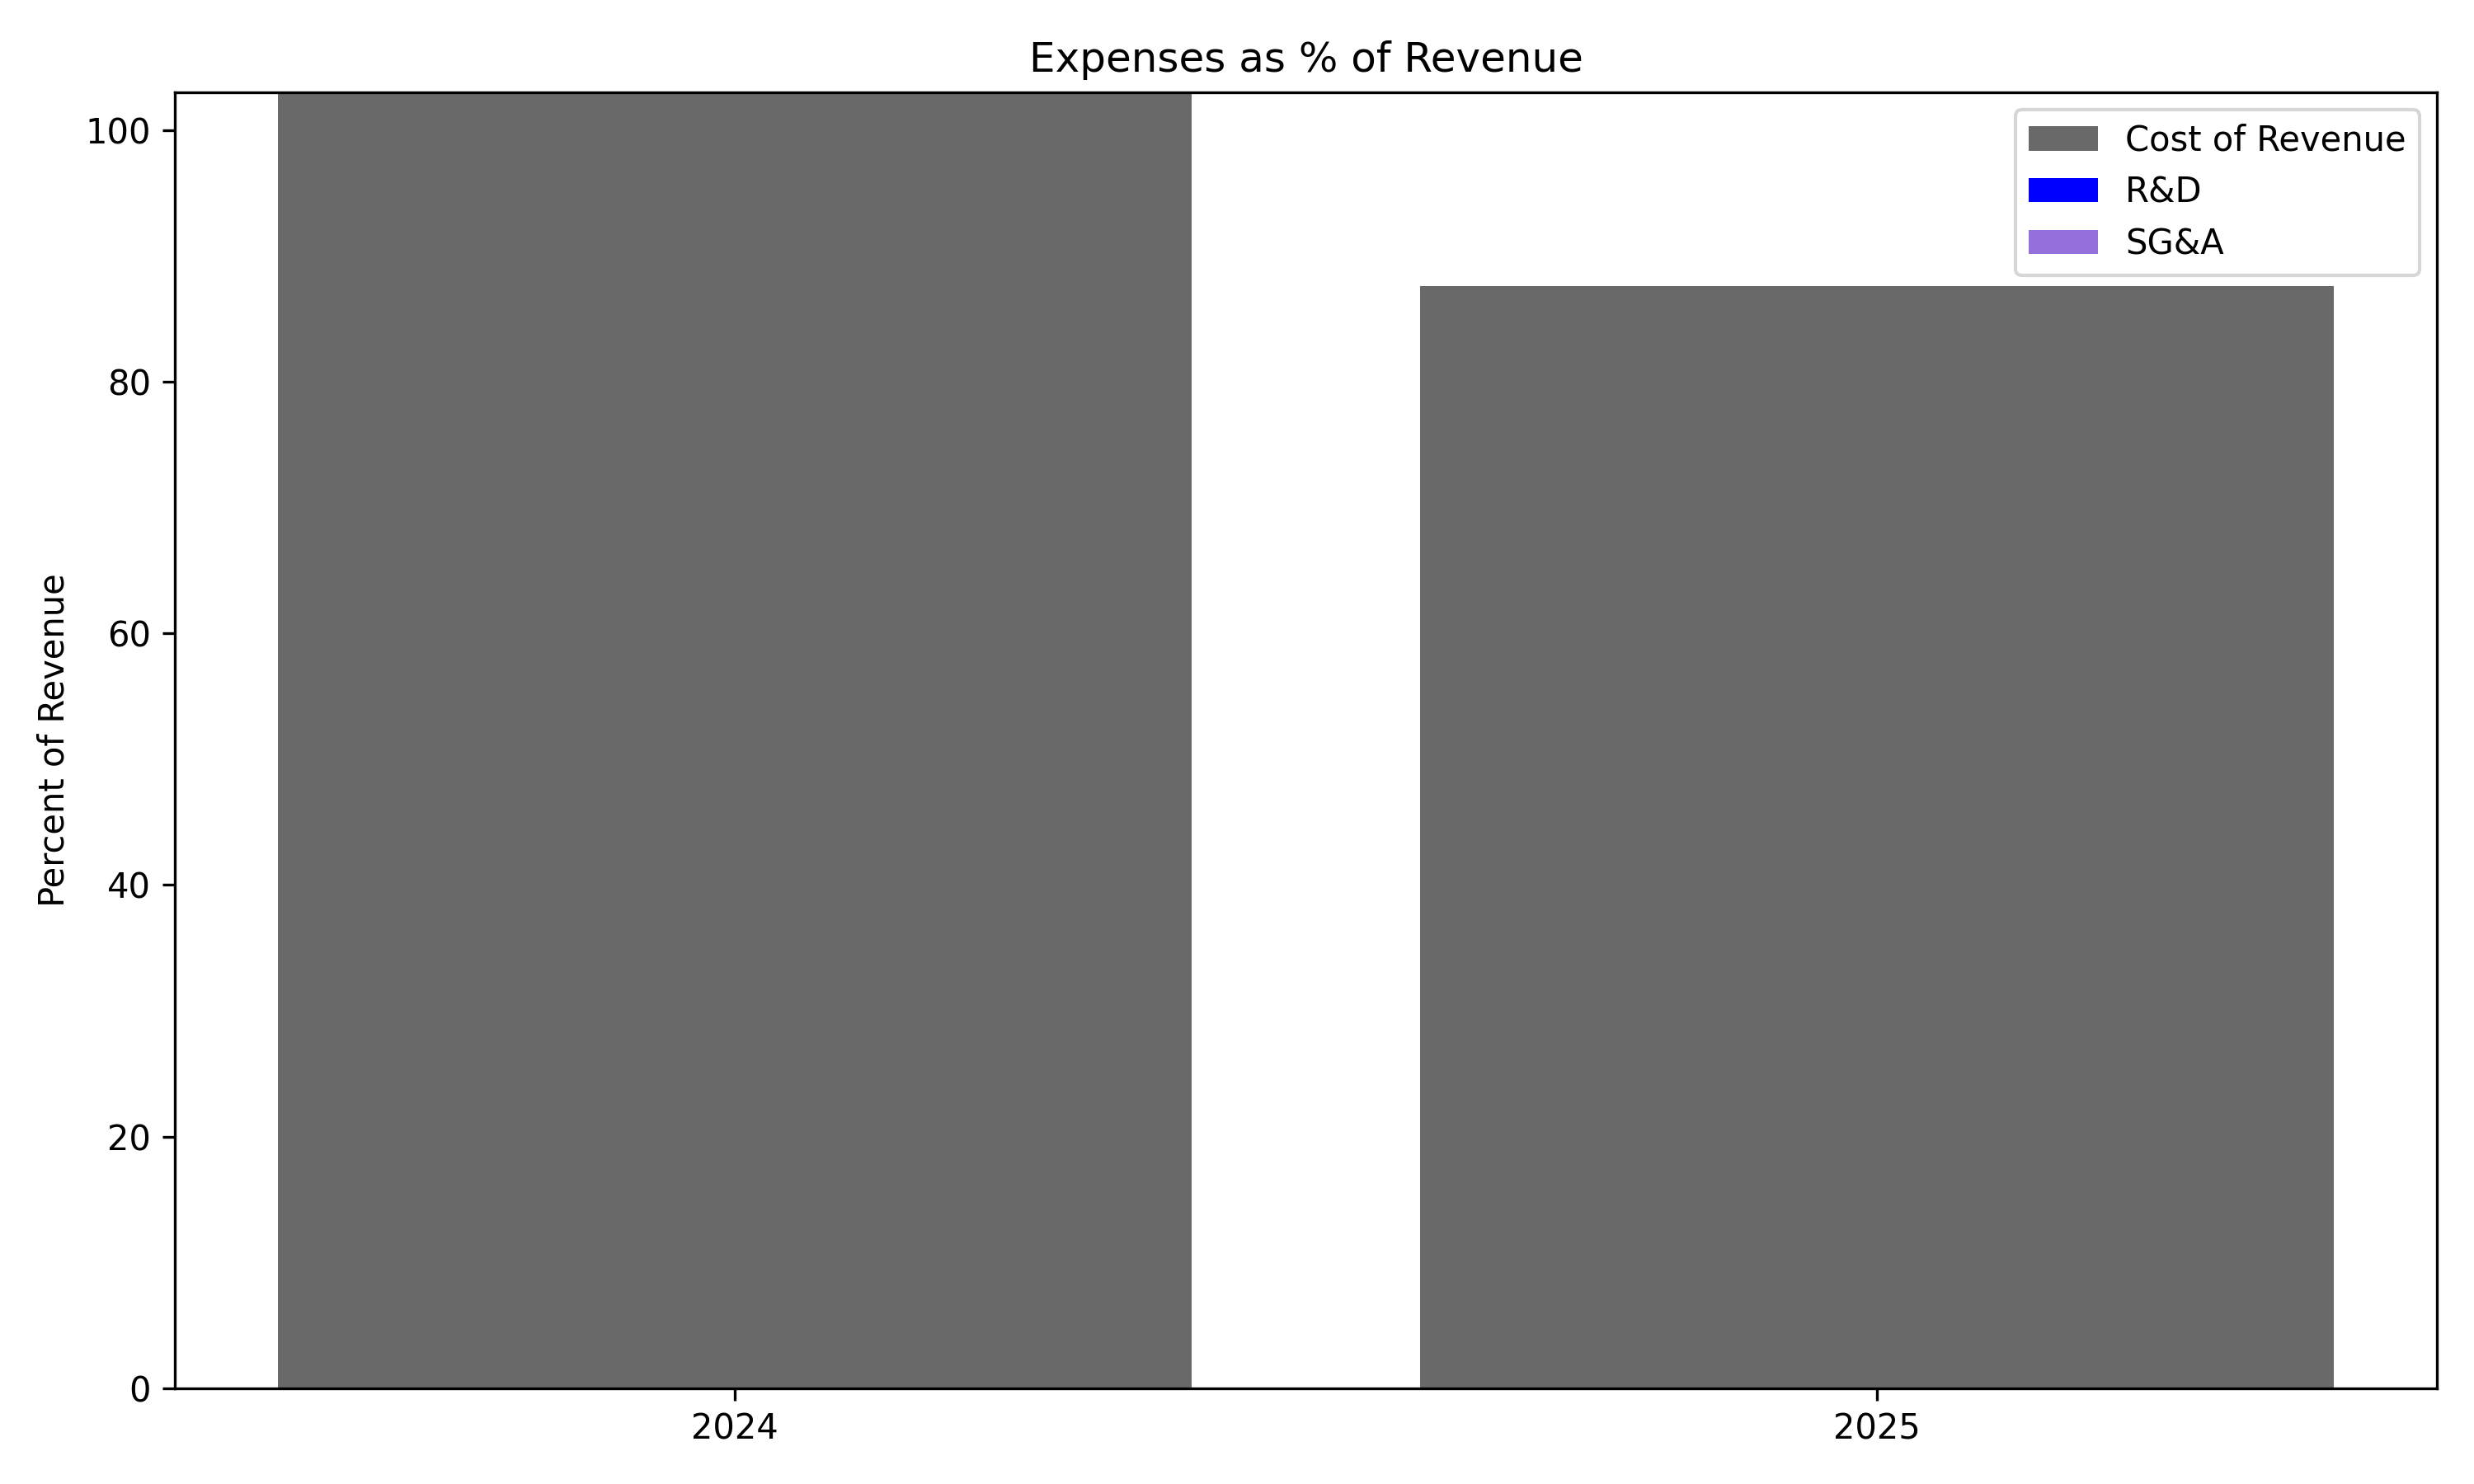 Expenses as % of Revenue
Percent of Revenue
100
80
60
40
20
0
2024
2025
Cost of Revenue
R&D
SG&A